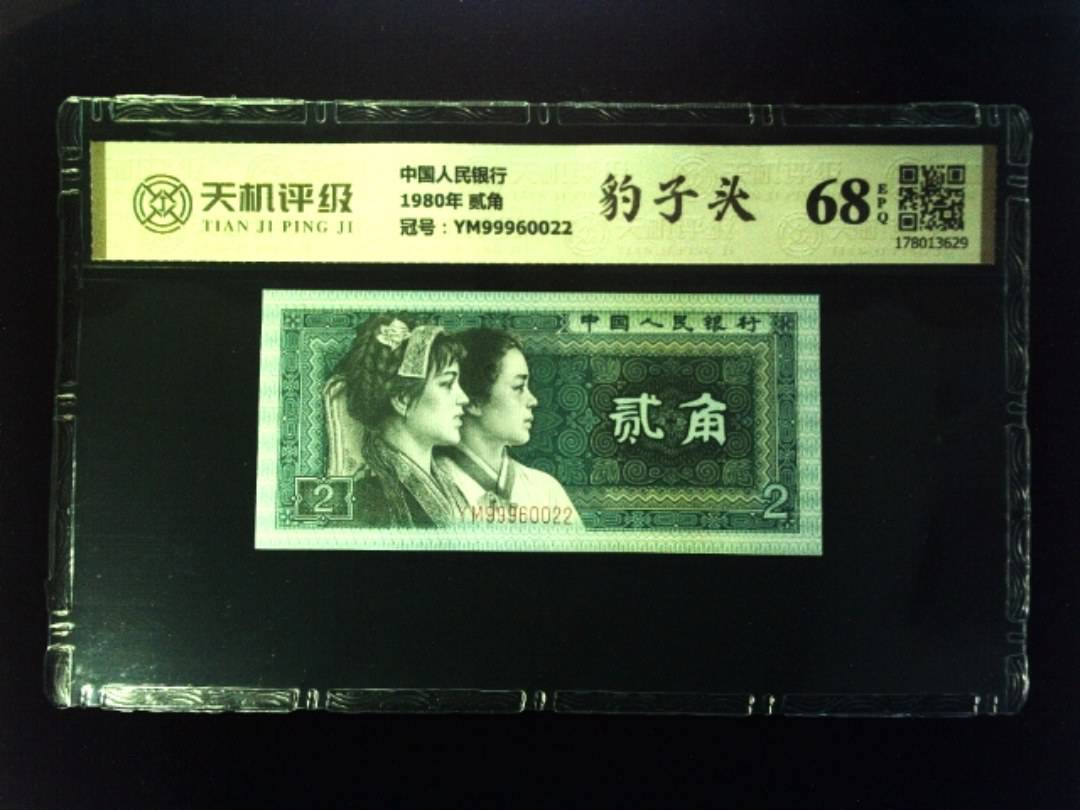 天机评级
TIAN JI PING JI
中国人民银行
1980年 贰角
冠号：YM99960022
豹子头
68
EPQ
178013629
中国人民银行
贰角
2
YM99960022
2